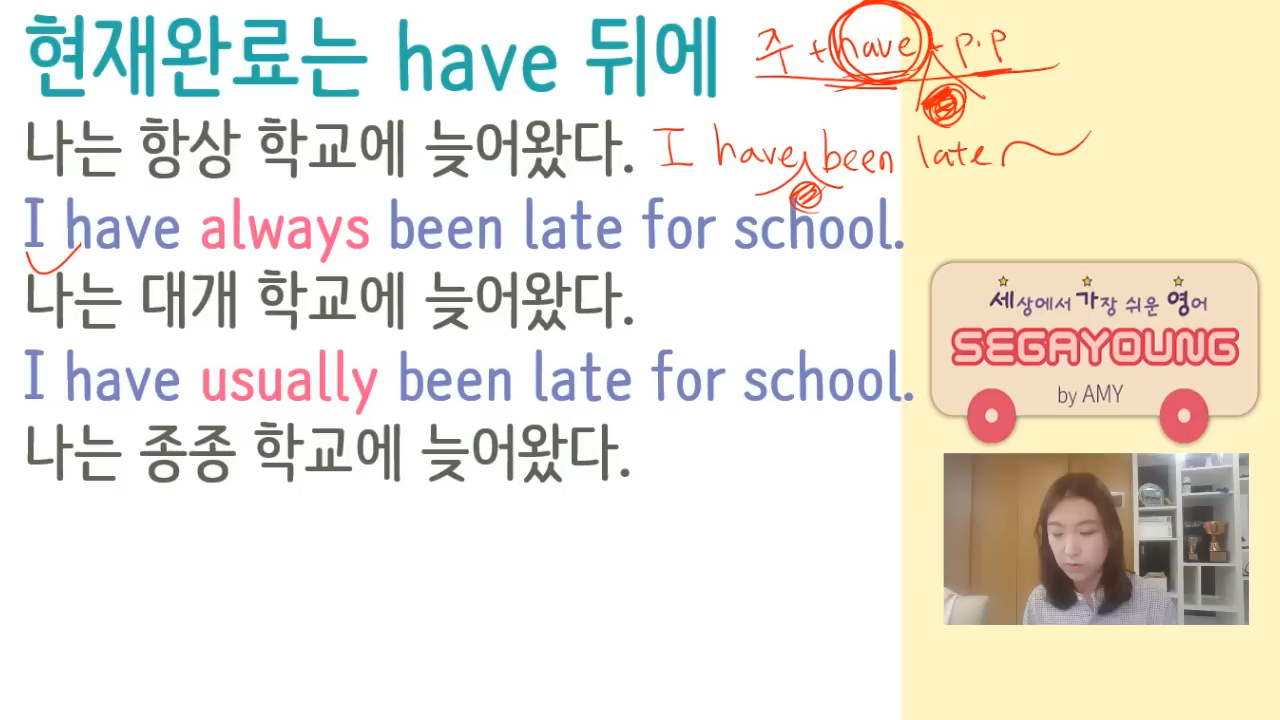 현재완료는 have 뒤에
주 + have + p.p
나는 항상 학교에 늦어왔다.
I have been late
I have always been late for school.
나는 대개 학교에 늦어왔다.
I have usually been late for school.
나는 종종 학교에 늦어왔다.
세상에서 가장 쉬운 영어
SEGAYOUNG
by AMY